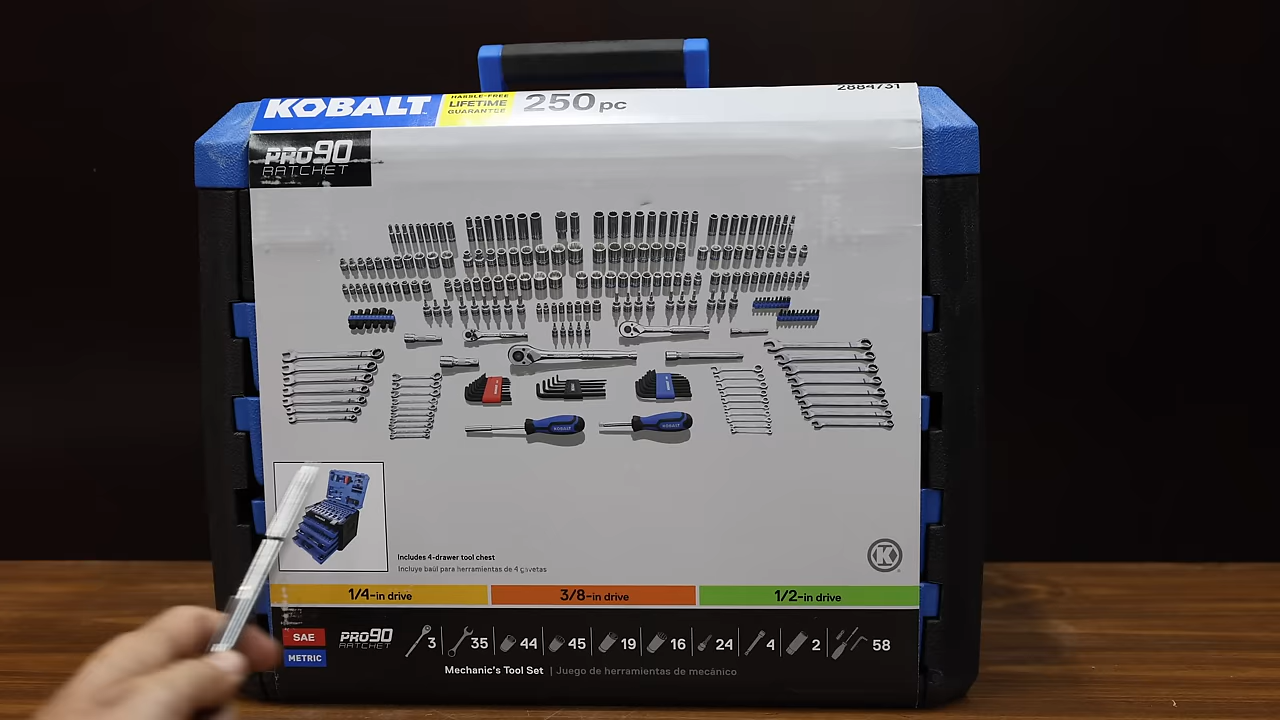 KOBALT
HASSLE-FREE
LIFETIME
GUARANTEE
250 pc
2884731
PRO90
RATCHET
KOBALT
KOBALT
Includes 4-drawer tool chest
Incluye baúl para herramientas de 4 gavetas
K
1/4-in drive
3/8-in drive
1/2-in drive
SAE
METRIC
PRO90
RATCHET
3 35 44 45 19 16 24 4 2 58
Mechanic's Tool Set | Juego de herramientas de mecánico